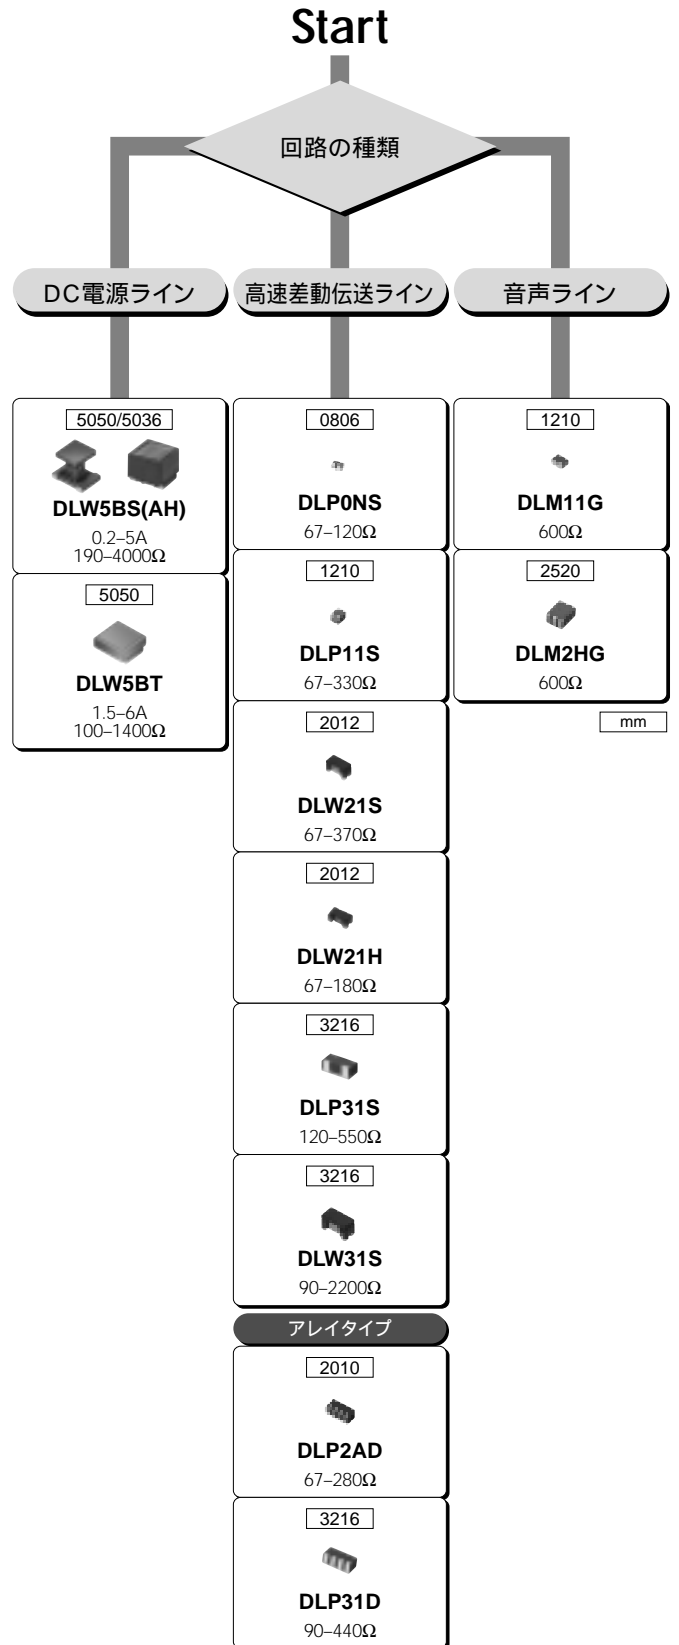 Start
回路の種類
DC電源ライン
高速差動伝送ライン
音声ライン
5050/5036
DLW5BS(AH)
0.2–5A
190–4000Ω
5050
DLW5BT
1.5–6A
100–1400Ω
0806
DLP0NS
67–120Ω
1210
DLP11S
67–330Ω
2012
DLW21S
67–370Ω
2012
DLW21H
67–180Ω
3216
DLP31S
120–550Ω
3216
DLW31S
90–2200Ω
アレイタイプ
2010
DLP2AD
67–280Ω
3216
DLP31D
90–440Ω
1210
DLM11G
600Ω
2520
DLM2HG
600Ω
mm